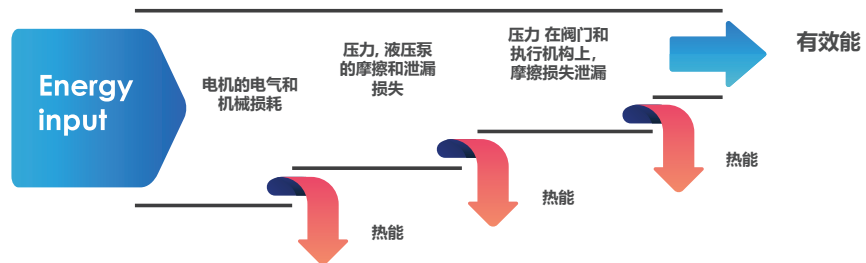 Energy
input
电机的电气和
机械损耗
压力, 液压泵
的摩擦和泄漏
损失
压力 在阀门和
执行机构上，
摩擦损失泄漏
有效能
热能
热能
热能